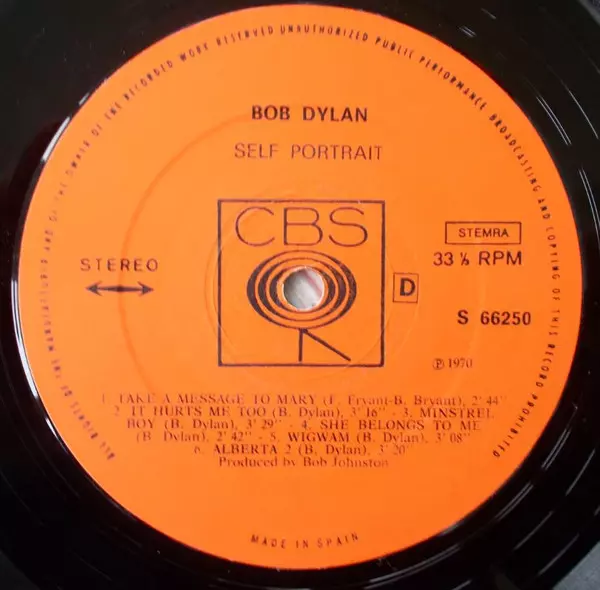 ALL RIGHTS OF THE MANUFACTURER AND OF THE OWNER OF THE RECORDED WORK RESERVED UNAUTHORIZED PUBLIC PERFORMANCE BROADCASTING AND COPYING OF THIS RECORD PROHIBITED
BOB DYLAN
SELF PORTRAIT
CBS
STEREO
STEMRA
33 ⅓ RPM
D
S 66250
℗ 1970
1. TAKE A MESSAGE TO MARY (F. Bryant-B. Bryant), 2'44"
2. IT HURTS ME TOO (B. Dylan), 3'16" - 3. MINSTREL
BOY (B. Dylan), 3'29" - 4. SHE BELONGS TO ME
(B. Dylan), 2'42" - 5. WIGWAM (B. Dylan), 3'08"
6. ALBERTA 2 (B. Dylan), 3'20"
Produced by Bob Johnston
MADE IN SPAIN